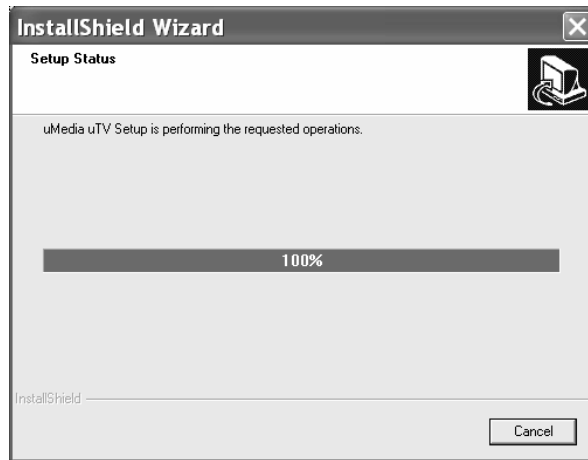 InstallShield Wizard
Setup Status
uMedia uTV Setup is performing the requested operations.
100%
InstallShield
Cancel